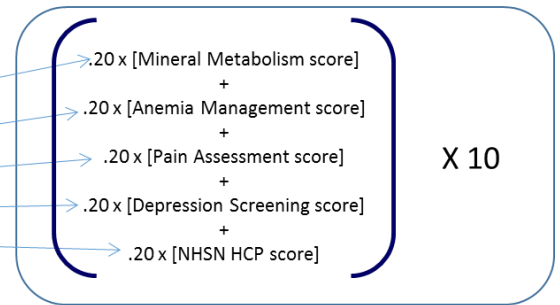 .20 x [Mineral Metabolism score]
+
.20 x [Anemia Management score]
+
.20 x [Pain Assessment score]
+
.20 x [Depression Screening score]
+
.20 x [NHSN HCP score]
X 10